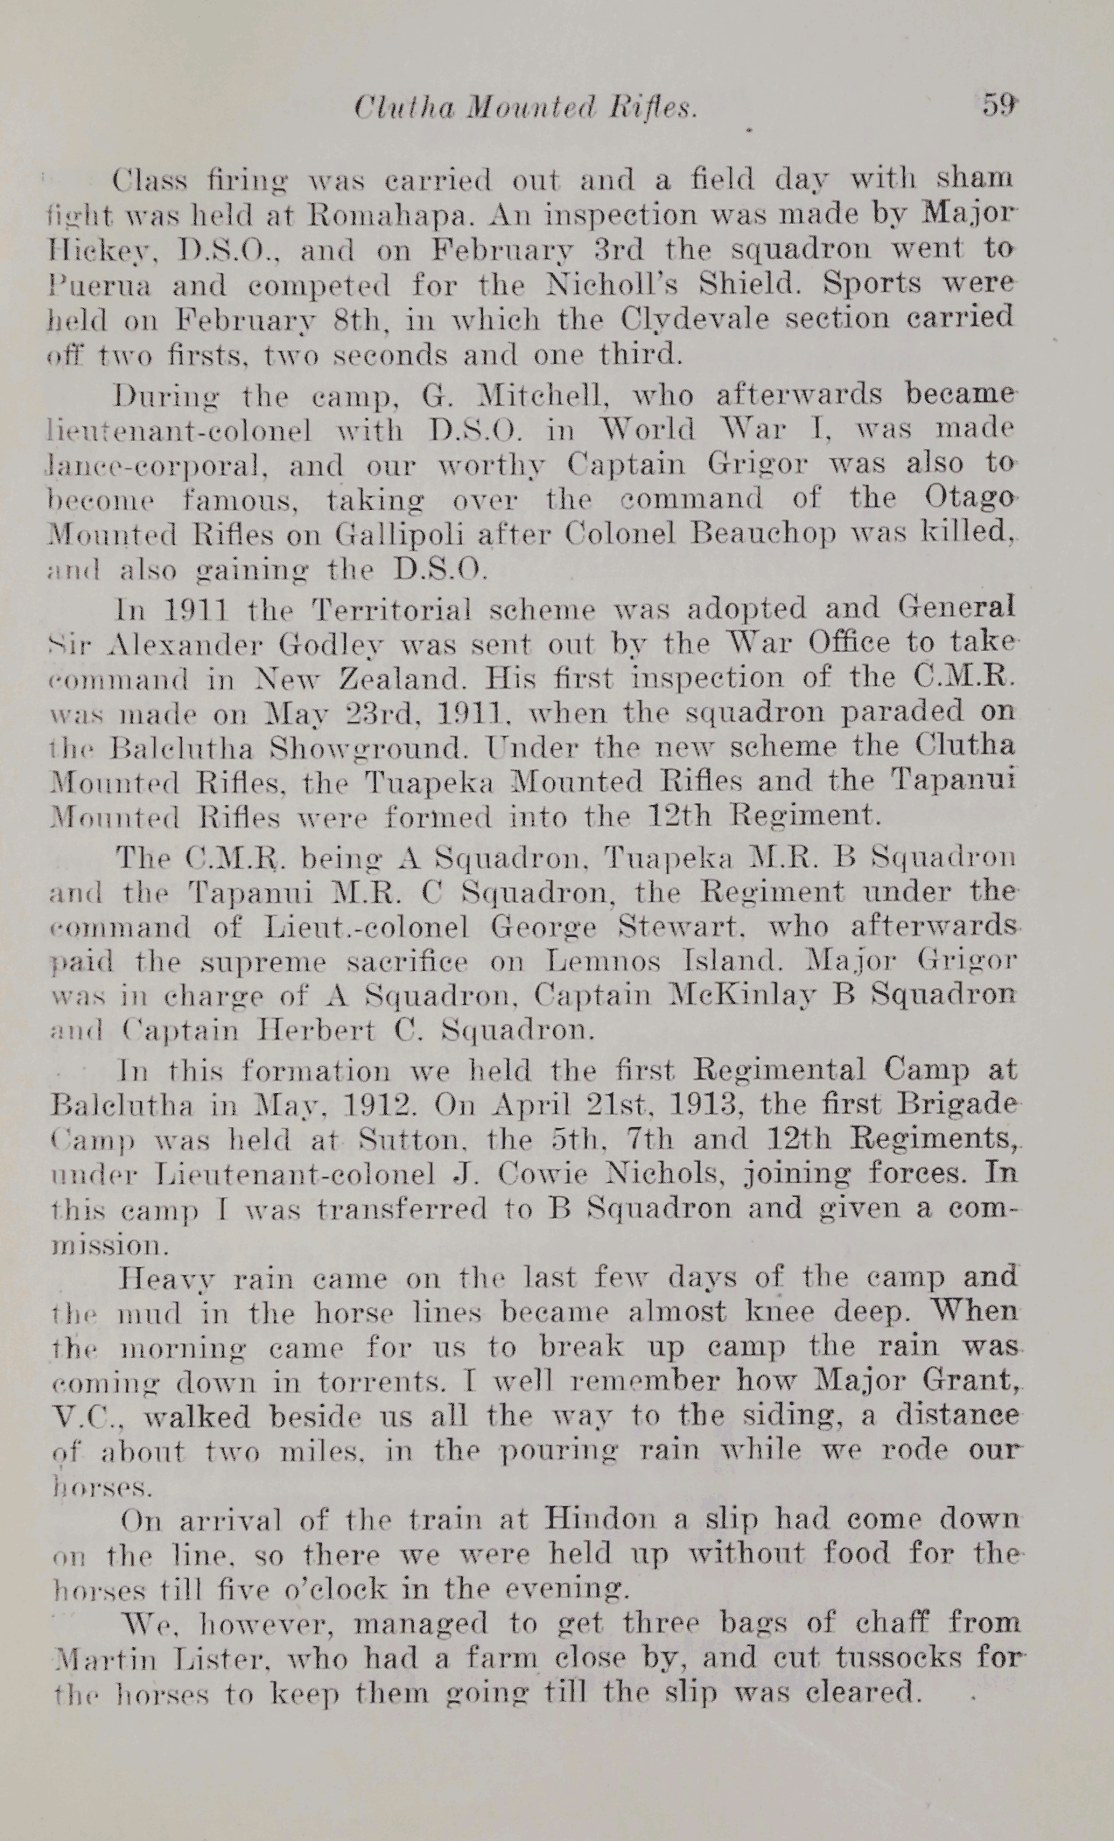 Clutha Mounted Rifles. 59
Class firing was carried out and a field day with sham
fight was held at Romahapa. An inspection was made by Major
Hickey, D.S.O., and on February 3rd the squadron went to
Puerua and competed for the Nicholl's Shield. Sports were
held on February 8th, in which the Clydevale section carried
off two firsts, two seconds and one third.
During the camp, G. Mitchell, who afterwards became
lieutenant-colonel with D.S.O. in World War I, was made
lance-corporal, and our worthy Captain Grigor was also to
become famous, taking over the command of the Otago
Mounted Rifles on Gallipoli after Colonel Beauchop was killed,
and also gaining the D.S.O.
In 1911 the Territorial scheme was adopted and General
Sir Alexander Godley was sent out by the War Office to take
command in New Zealand. His first inspection of the C.M.R.
was made on May 23rd, 1911, when the squadron paraded on
the Balclutha Showground. Under the new scheme the Clutha
Mounted Rifles, the Tuapeka Mounted Rifles and the Tapanui
Mounted Rifles were formed into the 12th Regiment.
The C.M.R. being A Squadron, Tuapeka M.R. B Squadron
and the Tapanui M.R. C Squadron, the Regiment under the
command of Lieut.-colonel George Stewart, who afterwards
paid the supreme sacrifice on Lemnos Island. Major Grigor
was in charge of A Squadron, Captain McKinlay B Squadron
and Captain Herbert C. Squadron.
In this formation we held the first Regimental Camp at
Balclutha in May, 1912. On April 21st, 1913, the first Brigade
Camp was held at Sutton, the 5th, 7th and 12th Regiments,
under Lieutenant-colonel J. Cowie Nichols, joining forces. In
this camp I was transferred to B Squadron and given a com-
mission.
Heavy rain came on the last few days of the camp and
the mud in the horse lines became almost knee deep. When
the morning came for us to break up camp the rain was
coming down in torrents. I well remember how Major Grant,
V.C., walked beside us all the way to the siding, a distance
of about two miles, in the pouring rain while we rode our
horses.
On arrival of the train at Hindon a slip had come down
on the line, so there we were held up without food for the
horses till five o'clock in the evening.
We, however, managed to get three bags of chaff from
Martin Lister, who had a farm close by, and cut tussocks for
the horses to keep them going till the slip was cleared.